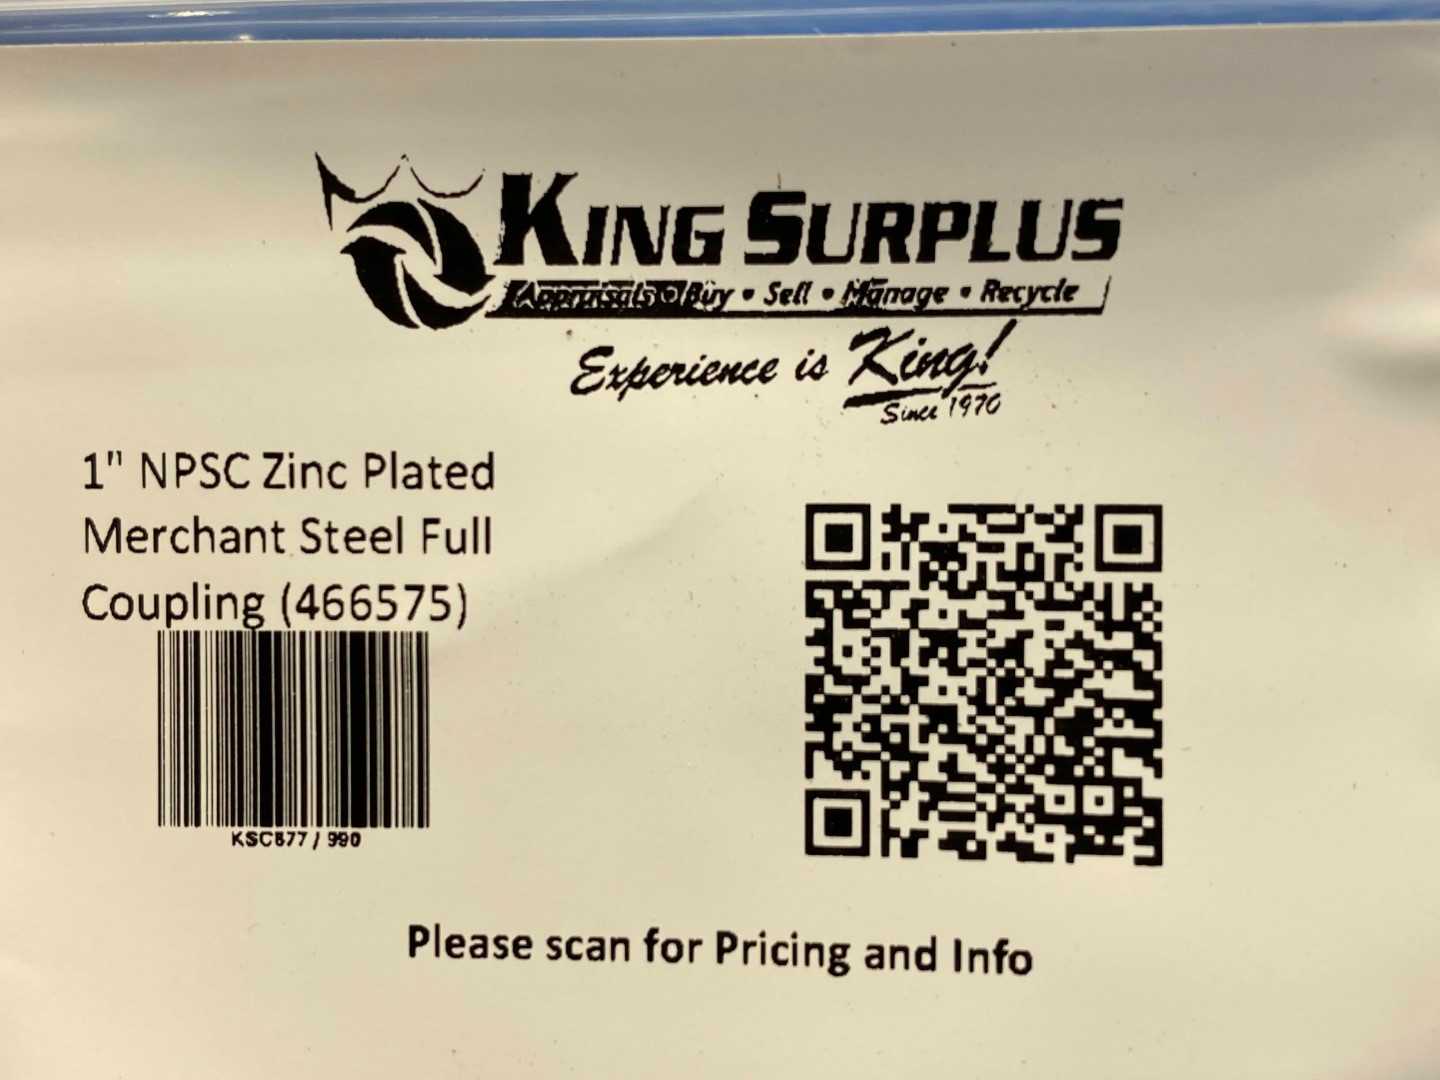 KING SURPLUS
Appraisals • Buy • Sell • Manage • Recycle
Experience is King!
Since 1970
1" NPSC Zinc Plated
Merchant Steel Full
Coupling (466575)
KSC877 / 990
Please scan for Pricing and Info